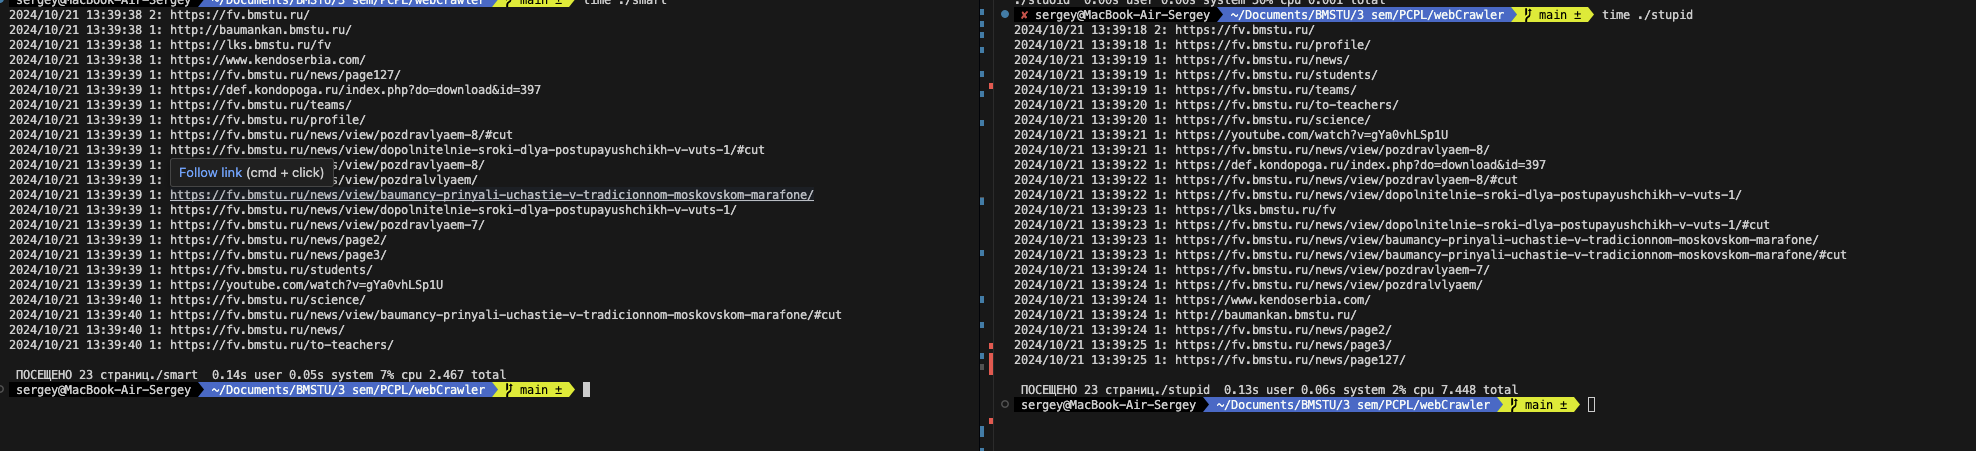 sergey@MacBook-Air-Sergey ~/Documents/BMSTU/3 sem/PCPL/webCrawler main ± time ./smart
2024/10/21 13:39:38 2: https://fv.bmstu.ru/
2024/10/21 13:39:38 1: http://baumankan.bmstu.ru/
2024/10/21 13:39:38 1: https://lks.bmstu.ru/fv
2024/10/21 13:39:38 1: https://www.kendoserbia.com/
2024/10/21 13:39:39 1: https://fv.bmstu.ru/news/page127/
2024/10/21 13:39:39 1: https://def.kondopoga.ru/index.php?do=download&id=397
2024/10/21 13:39:39 1: https://fv.bmstu.ru/teams/
2024/10/21 13:39:39 1: https://fv.bmstu.ru/profile/
2024/10/21 13:39:39 1: https://fv.bmstu.ru/news/view/pozdravlyaem-8/#cut
2024/10/21 13:39:39 1: https://fv.bmstu.ru/news/view/dopolnitelnie-sroki-dlya-postupayushchikh-v-vuts-1/#cut
2024/10/21 13:39:39 1: s/view/pozdravlyaem-8/
Follow link (cmd + click)
2024/10/21 13:39:39 1: s/view/pozdralvlyaem/
2024/10/21 13:39:39 1: https://fv.bmstu.ru/news/view/baumancy-prinyali-uchastie-v-tradicionnom-moskovskom-marafone/
2024/10/21 13:39:39 1: https://fv.bmstu.ru/news/view/dopolnitelnie-sroki-dlya-postupayushchikh-v-vuts-1/
2024/10/21 13:39:39 1: https://fv.bmstu.ru/news/view/pozdravlyaem-7/
2024/10/21 13:39:39 1: https://fv.bmstu.ru/news/page2/
2024/10/21 13:39:39 1: https://fv.bmstu.ru/news/page3/
2024/10/21 13:39:39 1: https://fv.bmstu.ru/students/
2024/10/21 13:39:39 1: https://youtube.com/watch?v=gYa0vhLSp1U
2024/10/21 13:39:40 1: https://fv.bmstu.ru/science/
2024/10/21 13:39:40 1: https://fv.bmstu.ru/news/view/baumancy-prinyali-uchastie-v-tradicionnom-moskovskom-marafone/#cut
2024/10/21 13:39:40 1: https://fv.bmstu.ru/news/
2024/10/21 13:39:40 1: https://fv.bmstu.ru/to-teachers/
ПОСЕЩЕНО 23 страниц./smart 0.14s user 0.05s system 7% cpu 2.467 total
sergey@MacBook-Air-Sergey ~/Documents/BMSTU/3 sem/PCPL/webCrawler main ±
./stupid 0.00s user 0.00s system 50% cpu 0.001 total
✘ sergey@MacBook-Air-Sergey ~/Documents/BMSTU/3 sem/PCPL/webCrawler main ± time ./stupid
2024/10/21 13:39:18 2: https://fv.bmstu.ru/
2024/10/21 13:39:18 1: https://fv.bmstu.ru/profile/
2024/10/21 13:39:19 1: https://fv.bmstu.ru/news/
2024/10/21 13:39:19 1: https://fv.bmstu.ru/students/
2024/10/21 13:39:19 1: https://fv.bmstu.ru/teams/
2024/10/21 13:39:20 1: https://fv.bmstu.ru/to-teachers/
2024/10/21 13:39:20 1: https://fv.bmstu.ru/science/
2024/10/21 13:39:21 1: https://youtube.com/watch?v=gYa0vhLSp1U
2024/10/21 13:39:21 1: https://fv.bmstu.ru/news/view/pozdravlyaem-8/
2024/10/21 13:39:22 1: https://def.kondopoga.ru/index.php?do=download&id=397
2024/10/21 13:39:22 1: https://fv.bmstu.ru/news/view/pozdravlyaem-8/#cut
2024/10/21 13:39:22 1: https://fv.bmstu.ru/news/view/dopolnitelnie-sroki-dlya-postupayushchikh-v-vuts-1/
2024/10/21 13:39:23 1: https://lks.bmstu.ru/fv
2024/10/21 13:39:23 1: https://fv.bmstu.ru/news/view/dopolnitelnie-sroki-dlya-postupayushchikh-v-vuts-1/#cut
2024/10/21 13:39:23 1: https://fv.bmstu.ru/news/view/baumancy-prinyali-uchastie-v-tradicionnom-moskovskom-marafone/
2024/10/21 13:39:23 1: https://fv.bmstu.ru/news/view/baumancy-prinyali-uchastie-v-tradicionnom-moskovskom-marafone/#cut
2024/10/21 13:39:24 1: https://fv.bmstu.ru/news/view/pozdravlyaem-7/
2024/10/21 13:39:24 1: https://fv.bmstu.ru/news/view/pozdralvlyaem/
2024/10/21 13:39:24 1: https://www.kendoserbia.com/
2024/10/21 13:39:24 1: http://baumankan.bmstu.ru/
2024/10/21 13:39:24 1: https://fv.bmstu.ru/news/page2/
2024/10/21 13:39:25 1: https://fv.bmstu.ru/news/page3/
2024/10/21 13:39:25 1: https://fv.bmstu.ru/news/page127/
ПОСЕЩЕНО 23 страниц./stupid 0.13s user 0.06s system 2% cpu 7.448 total
sergey@MacBook-Air-Sergey ~/Documents/BMSTU/3 sem/PCPL/webCrawler main ±